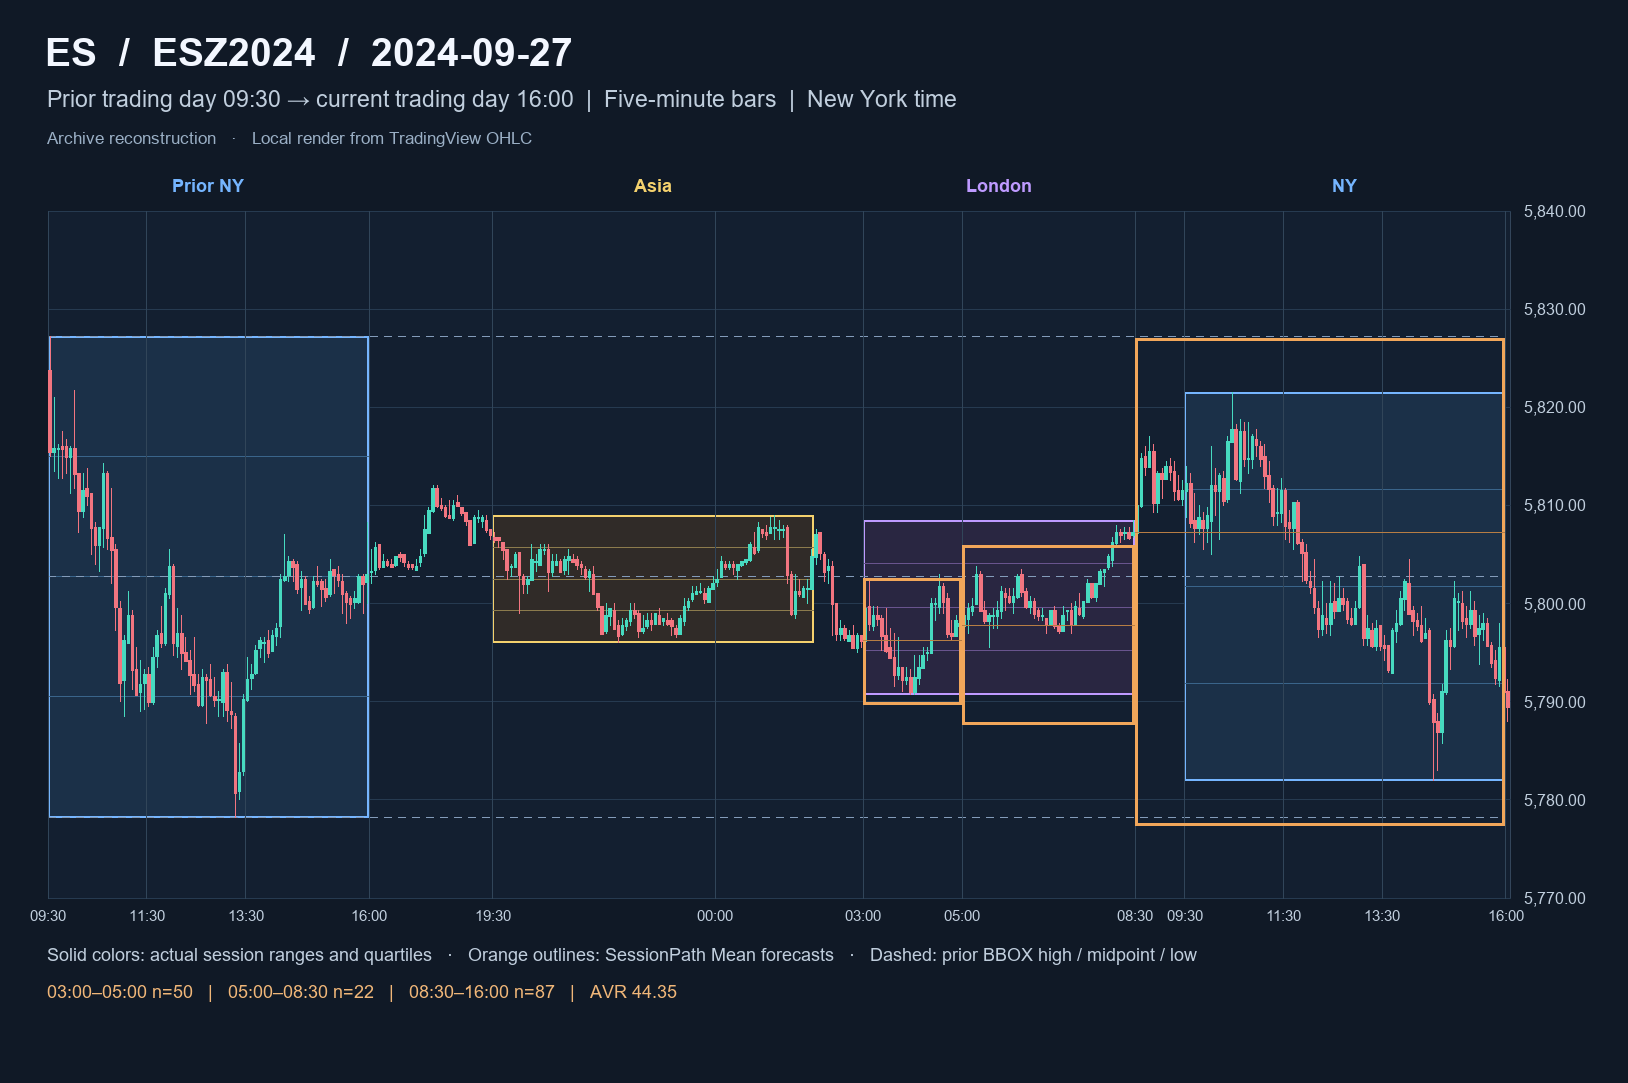 ES / ESZ2024 / 2024-09-27
Prior trading day 09:30 → current trading day 16:00 | Five-minute bars | New York time
Archive reconstruction · Local render from TradingView OHLC
Prior NY Asia London NY
5,840.00
5,830.00
5,820.00
5,810.00
5,800.00
5,790.00
5,780.00
5,770.00
09:30 11:30 13:30 16:00 19:30 00:00 03:00 05:00 08:30 09:30 11:30 13:30 16:00
Solid colors: actual session ranges and quartiles · Orange outlines: SessionPath Mean forecasts · Dashed: prior BBOX high / midpoint / low
03:00–05:00 n=50 | 05:00–08:30 n=22 | 08:30–16:00 n=87 | AVR 44.35